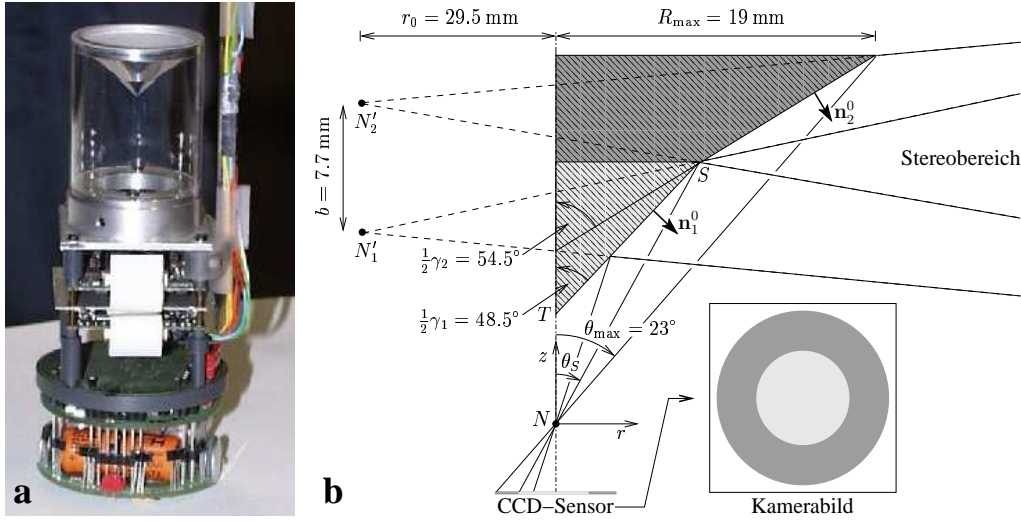 r₀ = 29.5 mm
R_max = 19 mm
N′₂
b = 7.7 mm
n⁰₂
S
Stereobereich
n⁰₁
N′₁
½γ₂ = 54.5°
½γ₁ = 48.5°
T
θ_max = 23°
z
θ_S
N
r
a
b
CCD–Sensor
Kamerabild